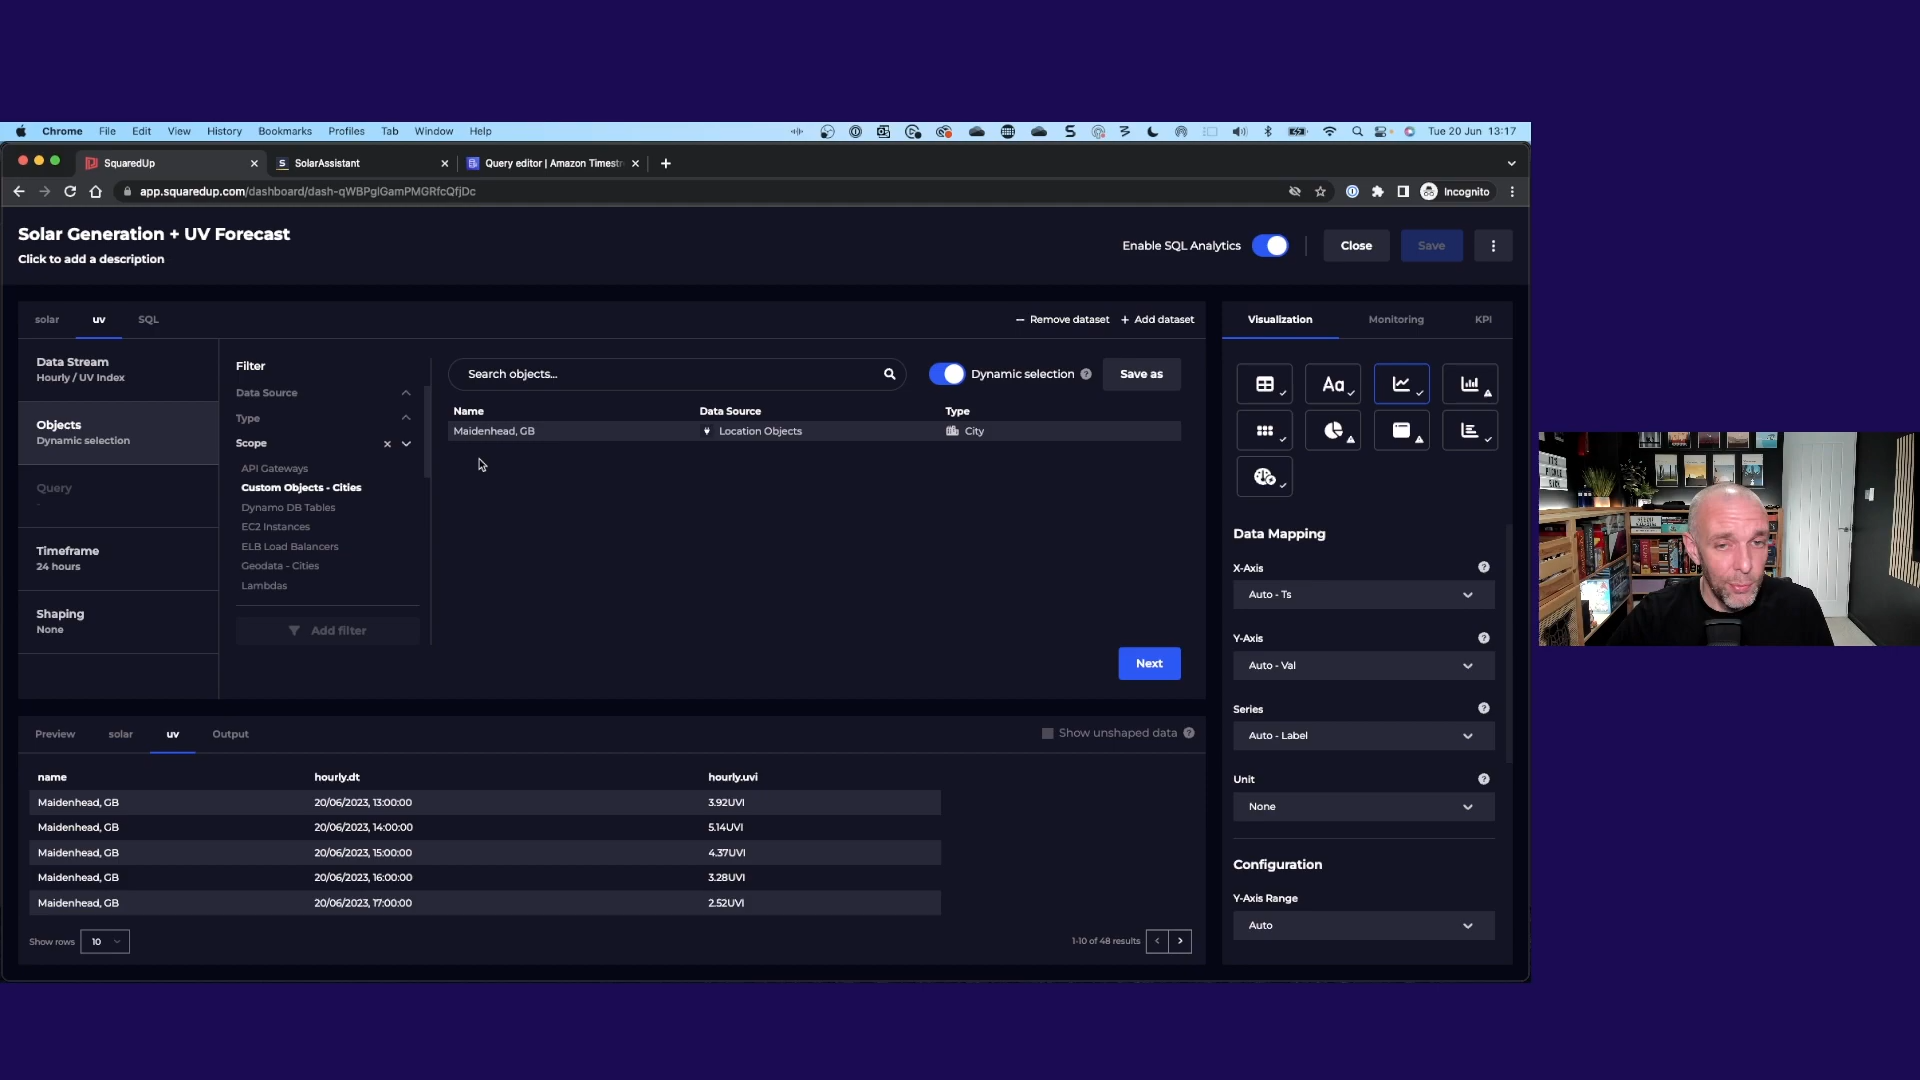 Chrome File Edit View History Bookmarks Profiles Tab Window Help Tue 20 Jun 13:17
SquaredUp SolarAssistant Query editor | Amazon Timestr
app.squaredup.com/dashboard/dash-qWBPglGamPMGRfcQfjDc Incognito
Solar Generation + UV Forecast
Click to add a description
Enable SQL Analytics Close Save
solar uv SQL Remove dataset Add dataset
Data Stream
Hourly / UV Index
Objects
Dynamic selection
Query
-
Timeframe
24 hours
Shaping
None
Filter
Data Source
Type
Scope
API Gateways
Custom Objects - Cities
Dynamo DB Tables
EC2 Instances
ELB Load Balancers
Geodata - Cities
Lambdas
Add filter
Search objects... Dynamic selection Save as
Name Data Source Type
Maidenhead, GB Location Objects City
Next
Preview solar uv Output Show unshaped data
name hourly.dt hourly.uvi
Maidenhead, GB 20/06/2023, 13:00:00 3.92UVI
Maidenhead, GB 20/06/2023, 14:00:00 5.14UVI
Maidenhead, GB 20/06/2023, 15:00:00 4.37UVI
Maidenhead, GB 20/06/2023, 16:00:00 3.28UVI
Maidenhead, GB 20/06/2023, 17:00:00 2.52UVI
Show rows 10 1-10 of 48 results
Visualization Monitoring KPI
Aa
Data Mapping
X-Axis
Auto - Ts
Y-Axis
Auto - Val
Series
Auto - Label
Unit
None
Configuration
Y-Axis Range
Auto